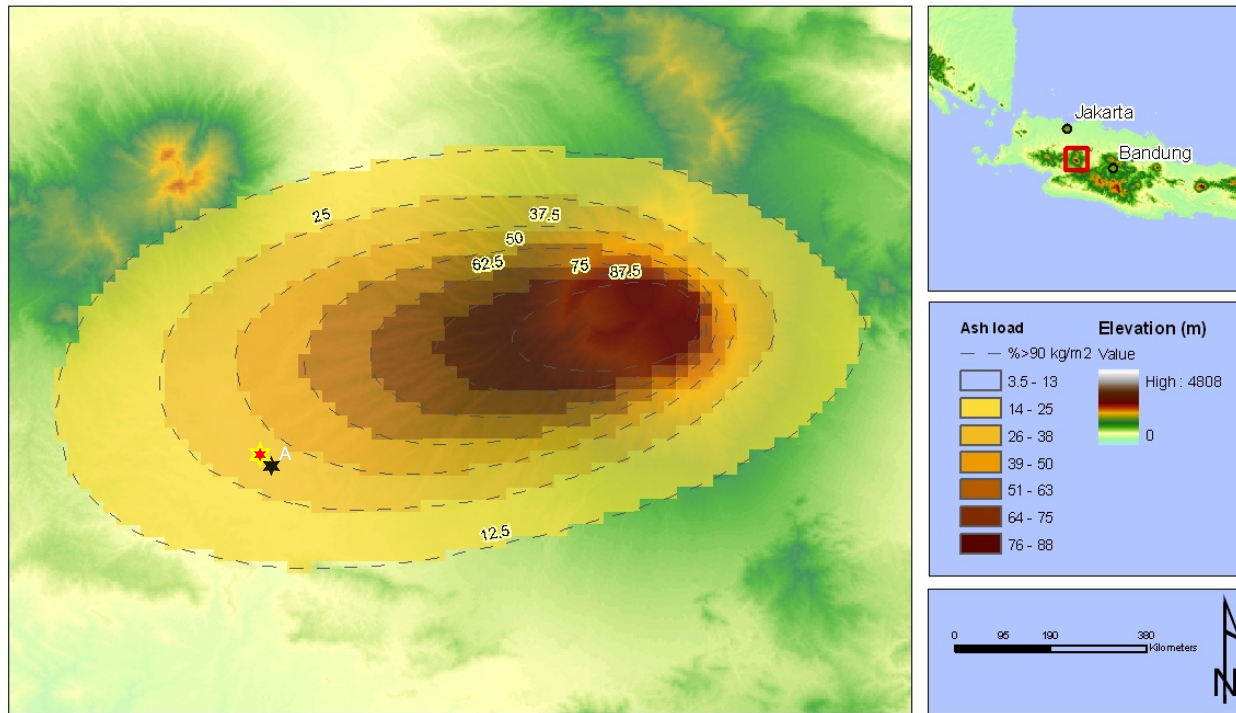 25
37.5
50
62.5
75
87.5
A
12.5
Jakarta
Bandung
Ash load
%>90 kg/m2
3.5 - 13
14 - 25
26 - 38
39 - 50
51 - 63
64 - 75
76 - 88
Elevation (m)
Value
High : 4808
0
0 95 190 380
Kilometers
N